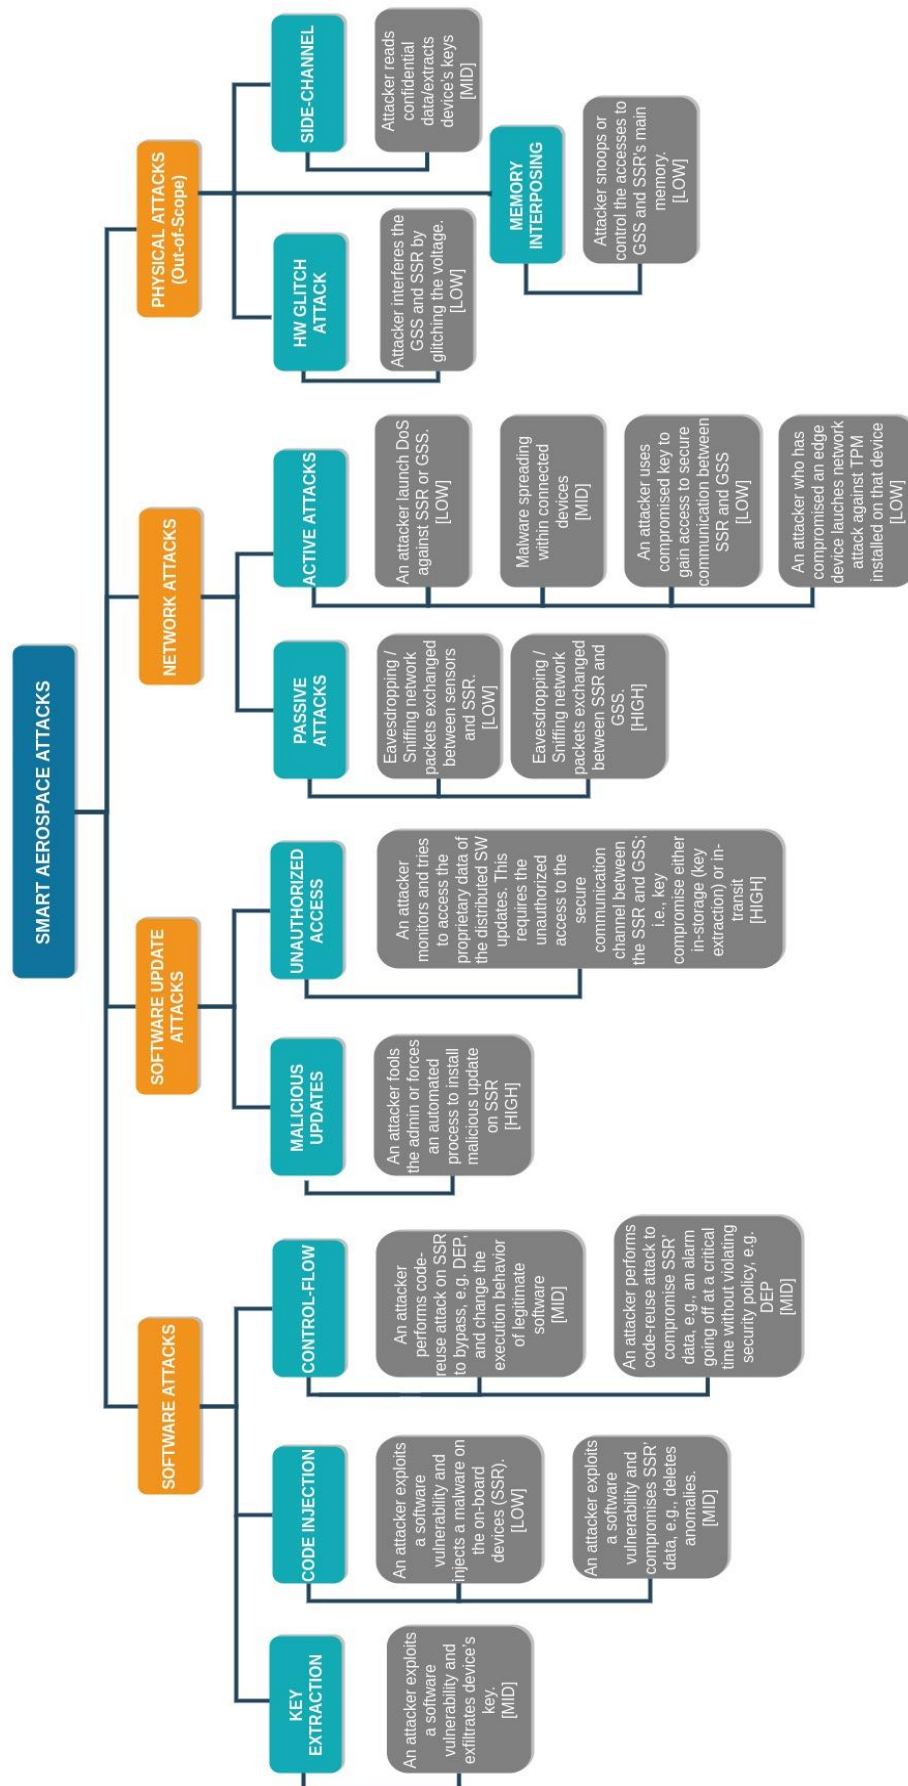 SMART AEROSPACE ATTACKS
SOFTWARE ATTACKS
KEY
EXTRACTION
An attacker exploits
a software
vulnerability and
exfiltrates device's
key.
[MID]
CODE INJECTION
An attacker exploits
a software
vulnerability and
injects a malware on
the on-board
devices (SSR).
[LOW]
An attacker exploits
a software
vulnerability and
compromises SSR'
data, e.g., deletes
anomalies.
[MID]
CONTROL-FLOW
An attacker
performs code-
reuse attack on SSR
to bypass, e.g. DEP,
and change the
execution behavior
of legitimate
software
[MID]
An attacker performs
code-reuse attack to
compromise SSR'
data, e.g., an alarm
going off at a critical
time without violating
security policy, e.g.
DEP
[MID]
SOFTWARE UPDATE
ATTACKS
MALICIOUS
UPDATES
An attacker fools
the admin or forces
an automated
process to install
malicious update
on SSR
[HIGH]
UNAUTHORIZED
ACCESS
An attacker
monitors and tries
to access the
proprietary data of
the distributed SW
updates. This
requires the
unauthorized
access to the
secure
communication
channel between
the SSR and GSS;
i.e., key
compromise either
in-storage (key
extraction) or in-
transit
[HIGH]
NETWORK ATTACKS
PASSIVE
ATTACKS
Eavesdropping /
Sniffing network
packets exchanged
between sensors
and SSR.
[LOW]
Eavesdropping /
Sniffing network
packets exchanged
between SSR and
GSS.
[HIGH]
ACTIVE ATTACKS
An attacker launch DoS
against SSR or GSS.
[LOW]
Malware spreading
within connected
devices
[MID]
An attacker uses
compromised key to
gain access to secure
communication between
SSR and GSS
[LOW]
An attacker who has
compromised an edge
device lauches network
attack against TPM
installed on that device
[LOW]
PHYSICAL ATTACKS
(Out-of-Scope)
HW GLITCH
ATTACK
Attacker interferes the
GSS and SSR by
glitching the voltage.
[LOW]
MEMORY
INTERPOSING
Attacker snoops or
control the accesses to
GSS and SSR's main
memory.
[LOW]
SIDE-CHANNEL
Attacker reads
confidential
data/extracts
device's keys
[MID]